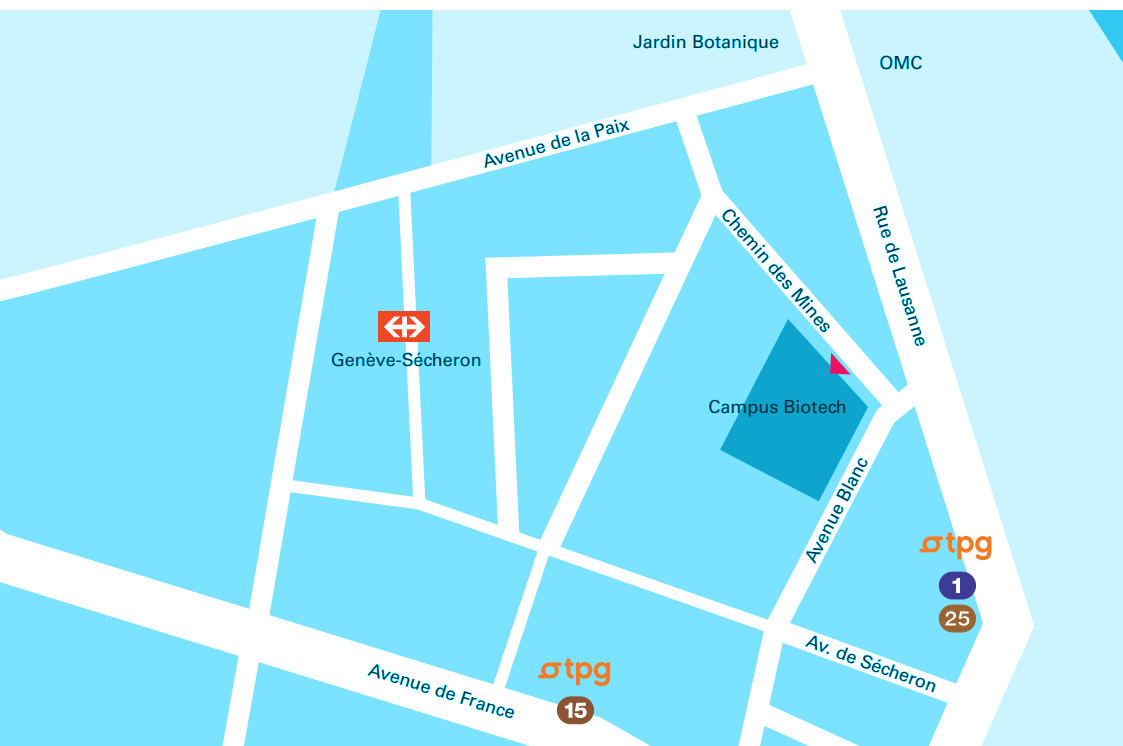 Jardin Botanique
OMC
Avenue de la Paix
Chemin des Mines
Rue de Lausanne
Genève-Sécheron
Campus Biotech
Avenue Blanc
tpg
1
25
Av. de Sécheron
tpg
15
Avenue de France